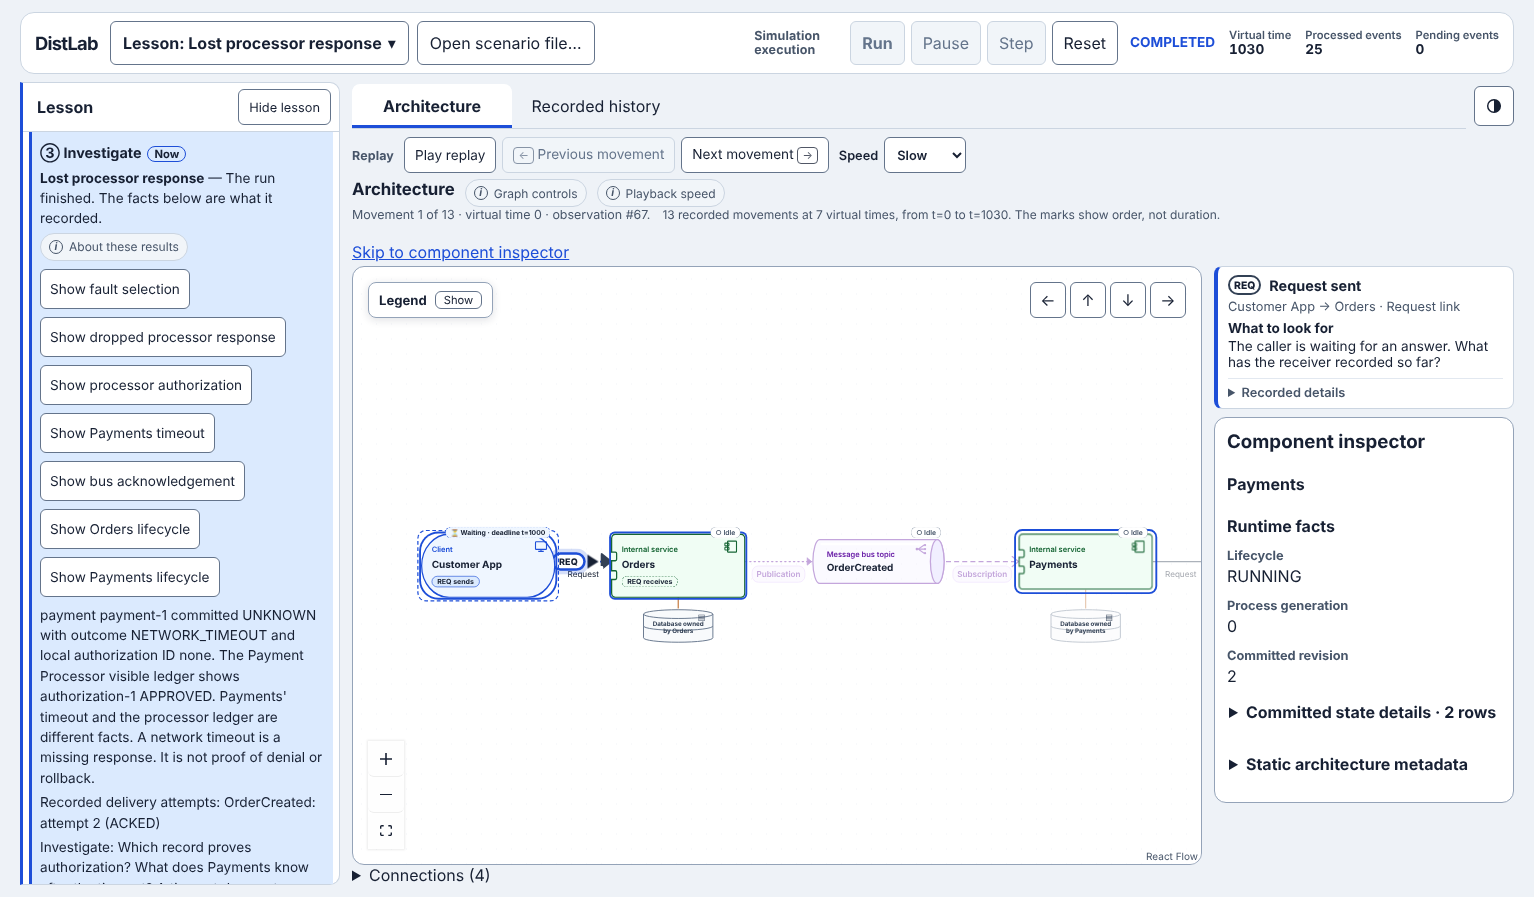 DistLab
Lesson: Lost processor response ▾
Open scenario file...
Simulation execution
Run
Pause
Step
Reset
COMPLETED
Virtual time
1030
Processed events
25
Pending events
0
Lesson
Hide lesson
3 Investigate Now
Lost processor response — The run
finished. The facts below are what it
recorded.
i About these results
Show fault selection
Show dropped processor response
Show processor authorization
Show Payments timeout
Show bus acknowledgement
Show Orders lifecycle
Show Payments lifecycle
payment payment-1 committed UNKNOWN
with outcome NETWORK_TIMEOUT and
local authorization ID none. The Payment
Processor visible ledger shows
authorization-1 APPROVED. Payments'
timeout and the processor ledger are
different facts. A network timeout is a
missing response. It is not proof of denial or
rollback.
Recorded delivery attempts: OrderCreated:
attempt 2 (ACKED)
Investigate: Which record proves
authorization? What does Payments know
Architecture
Recorded history
Replay
Play replay
← Previous movement
Next movement →
Speed
Slow
Architecture
i Graph controls
i Playback speed
Movement 1 of 13 · virtual time 0 · observation #67. 13 recorded movements at 7 virtual times, from t=0 to t=1030. The marks show order, not duration.
Skip to component inspector
Legend Show
← ↑ ↓ →
Waiting · deadline t=1000
Client
Customer App
REQ sends
REQ
Request
Idle
Internal service
Orders
REQ receives
Database owned
by Orders
Publication
Idle
Message bus topic
OrderCreated
Subscription
Idle
Internal service
Payments
Database owned
by Payments
Request
React Flow
Connections (4)
REQ Request sent
Customer App → Orders · Request link
What to look for
The caller is waiting for an answer. What
has the receiver recorded so far?
Recorded details
Component inspector
Payments
Runtime facts
Lifecycle
RUNNING
Process generation
0
Committed revision
2
Committed state details · 2 rows
Static architecture metadata